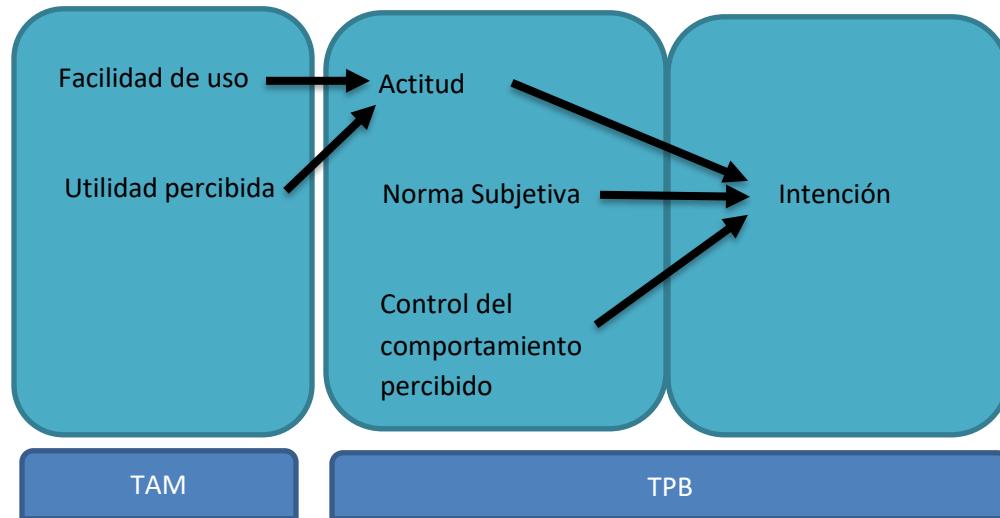 Facilidad de uso
Actitud
Utilidad percibida
Norma Subjetiva
Intención
Control del
comportamiento
percibido
TAM
TPB